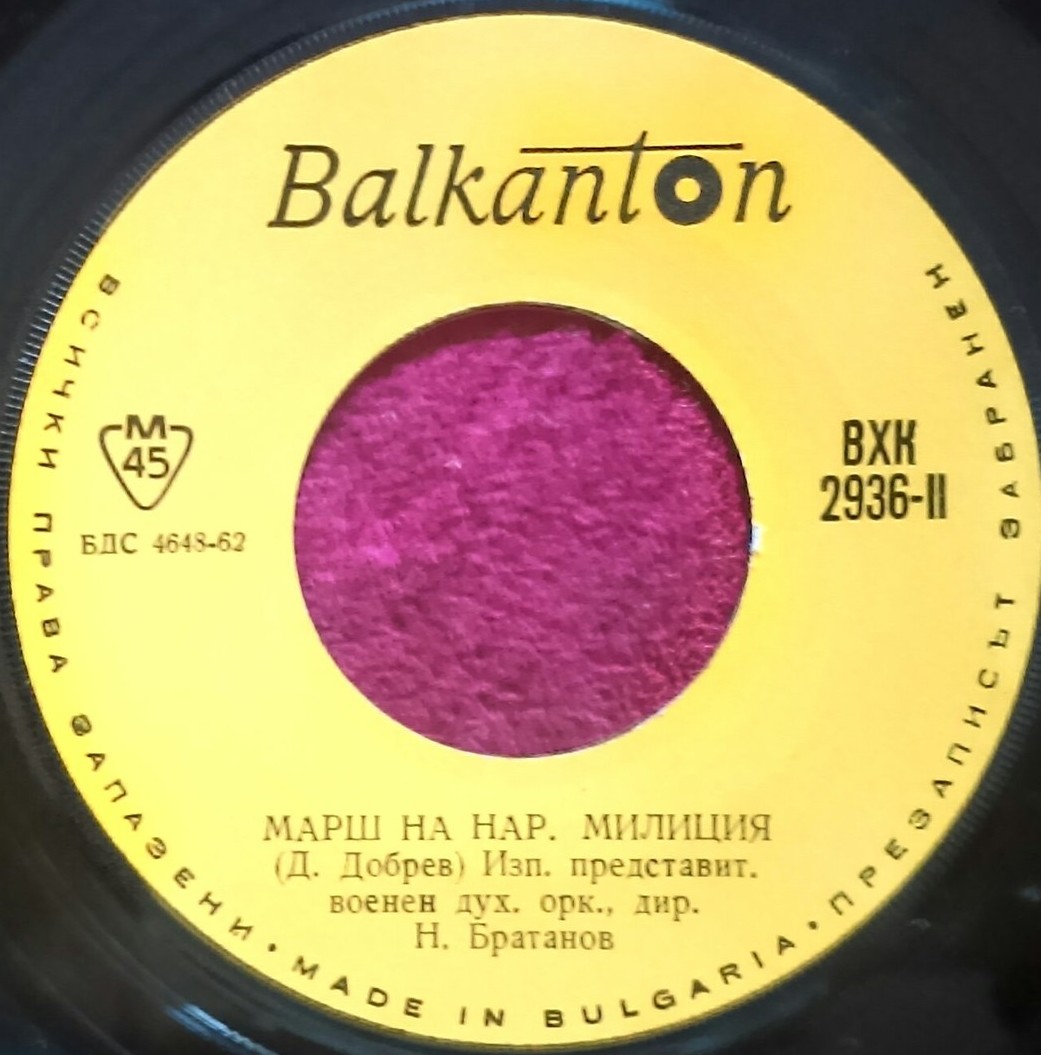 Balkanton
М
45
БДС 4648-62
ВХК
2936-II
МАРШ НА НАР. МИЛИЦИЯ
(Д. Добрев) Изп. представит.
военен дух. орк., дир.
Н. Братанов
ВСИЧКИ ПРАВА ЗАПАЗЕНИ • MADE IN BULGARIA • ПРЕЗАПИСЪТ ЗАБРАНЕН